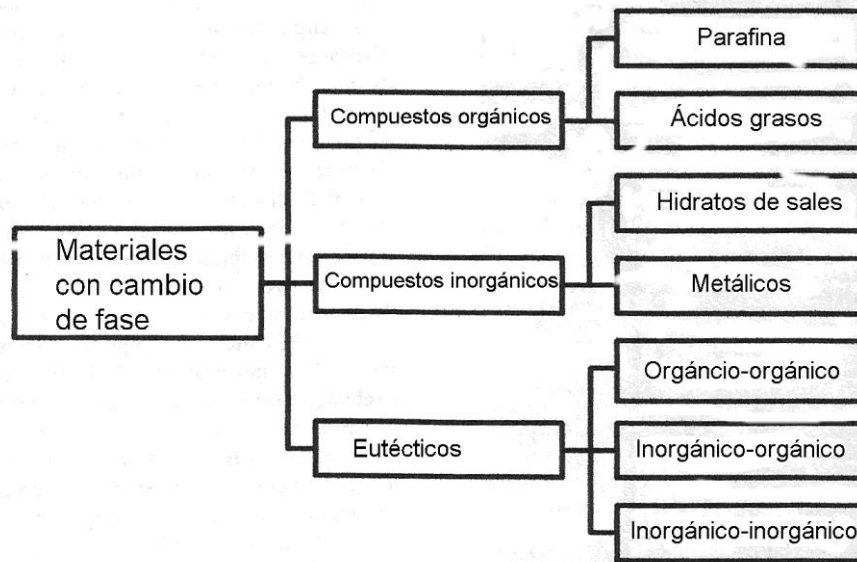 Materiales
con cambio
de fase
Compuestos orgánicos
Parafina
Ácidos grasos
Compuestos inorgánicos
Hidratos de sales
Metálicos
Eutécticos
Orgáncio-orgánico
Inorgánico-orgánico
Inorgánico-inorgánico